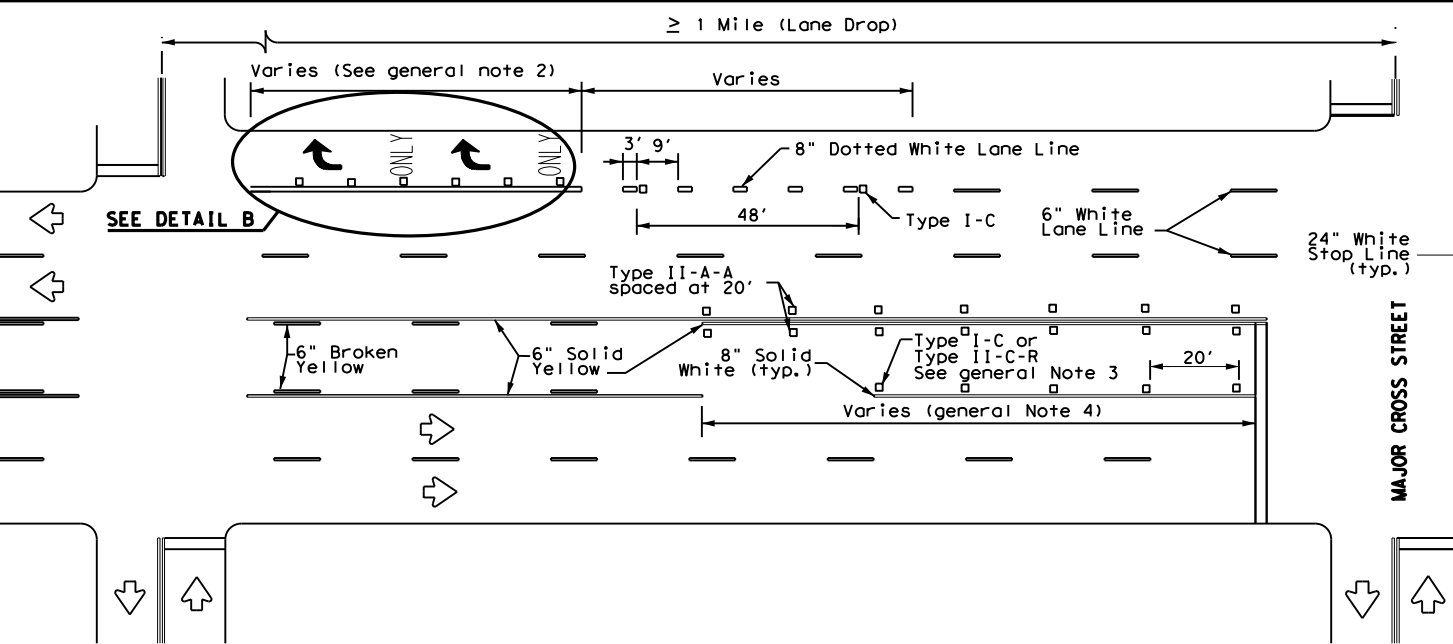 ≥ 1 Mile (Lane Drop)
Varies (See general note 2)
Varies
ONLY
ONLY
3' 9'
8" Dotted White Lane Line
SEE DETAIL B
48'
Type I-C
6" White
Lane Line
24" White
Stop Line
(typ.)
Type II-A-A
spaced at 20'
6" Broken
Yellow
6" Solid
Yellow
8" Solid
White (typ.)
Type I-C or
Type II-C-R
See general Note 3
20'
Varies (general Note 4)
MAJOR CROSS STREET